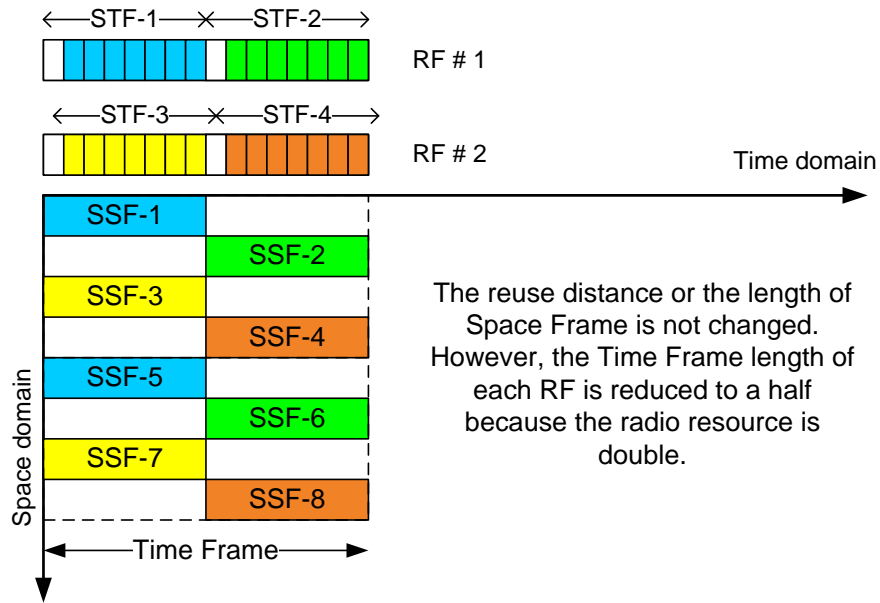 STF-1 STF-2
RF # 1
STF-3 STF-4
RF # 2
Time domain
SSF-1
SSF-2
SSF-3
SSF-4
SSF-5
SSF-6
SSF-7
SSF-8
Space domain
Time Frame
The reuse distance or the length of
Space Frame is not changed.
However, the Time Frame length of
each RF is reduced to a half
because the radio resource is
double.